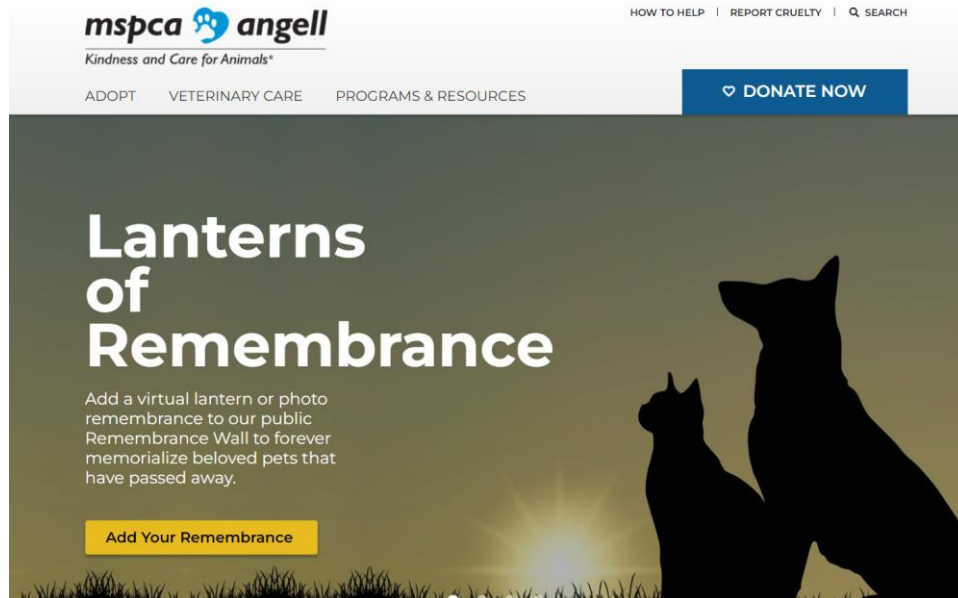 mspca angell
Kindness and Care for Animals®
HOW TO HELP | REPORT CRUELTY | SEARCH
ADOPT VETERINARY CARE PROGRAMS & RESOURCES
DONATE NOW
Lanterns
of
Remembrance
Add a virtual lantern or photo
remembrance to our public
Remembrance Wall to forever
memorialize beloved pets that
have passed away.
Add Your Remembrance